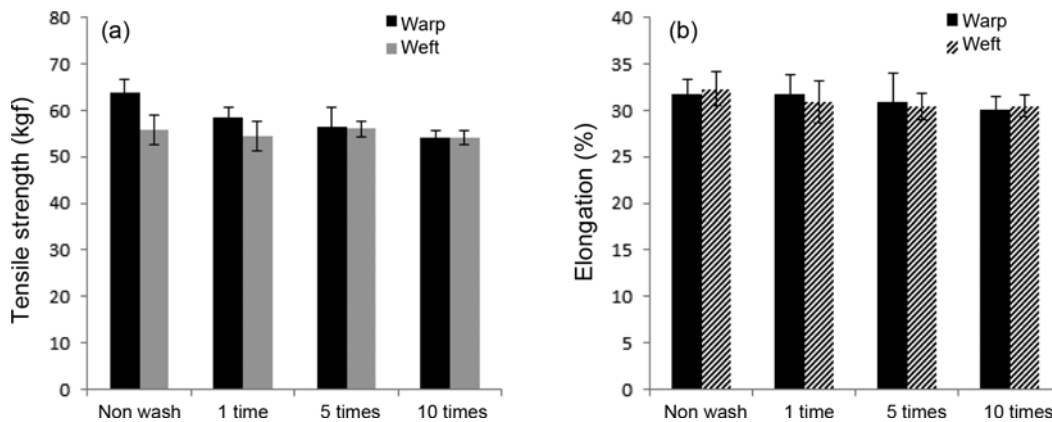 (a)
Warp
Weft
Tensile strength (kgf)
80
70
60
50
40
30
20
10
0
Non wash 1 time 5 times 10 times
(b)
Warp
Weft
Elongation (%)
40
35
30
25
20
15
10
5
0
Non wash 1 time 5 times 10 times